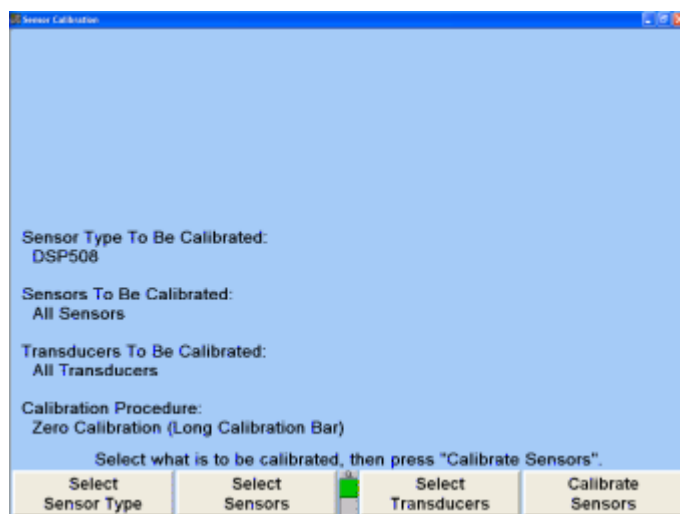 Sensor Calibration
Sensor Type To Be Calibrated:
DSP508
Sensors To Be Calibrated:
All Sensors
Transducers To Be Calibrated:
All Transducers
Calibration Procedure:
Zero Calibration (Long Calibration Bar)
Select what is to be calibrated, then press "Calibrate Sensors".
Select
Sensor Type
Select
Sensors
Select
Transducers
Calibrate
Sensors